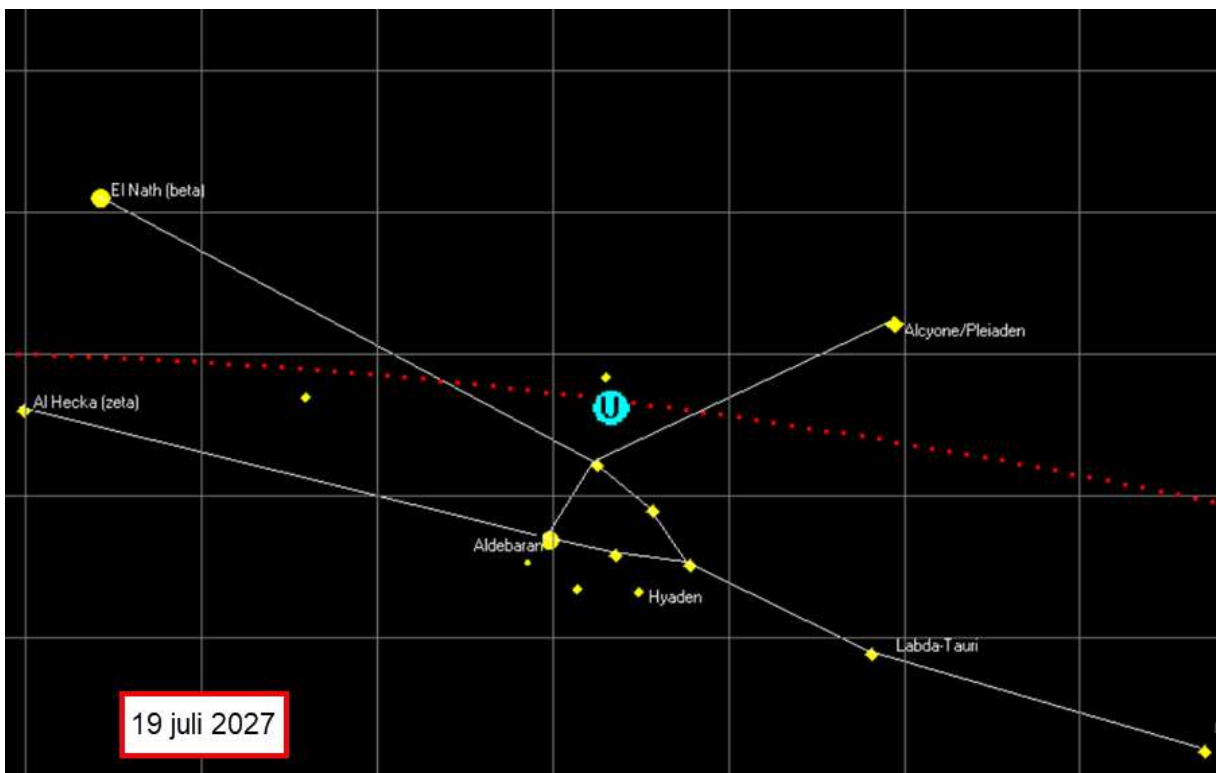 El Nath (beta)
Alcyone/Pleiaden
Al Hecka (zeta)
U
Aldebaran
Hyaden
Labda-Tauri
19 juli 2027